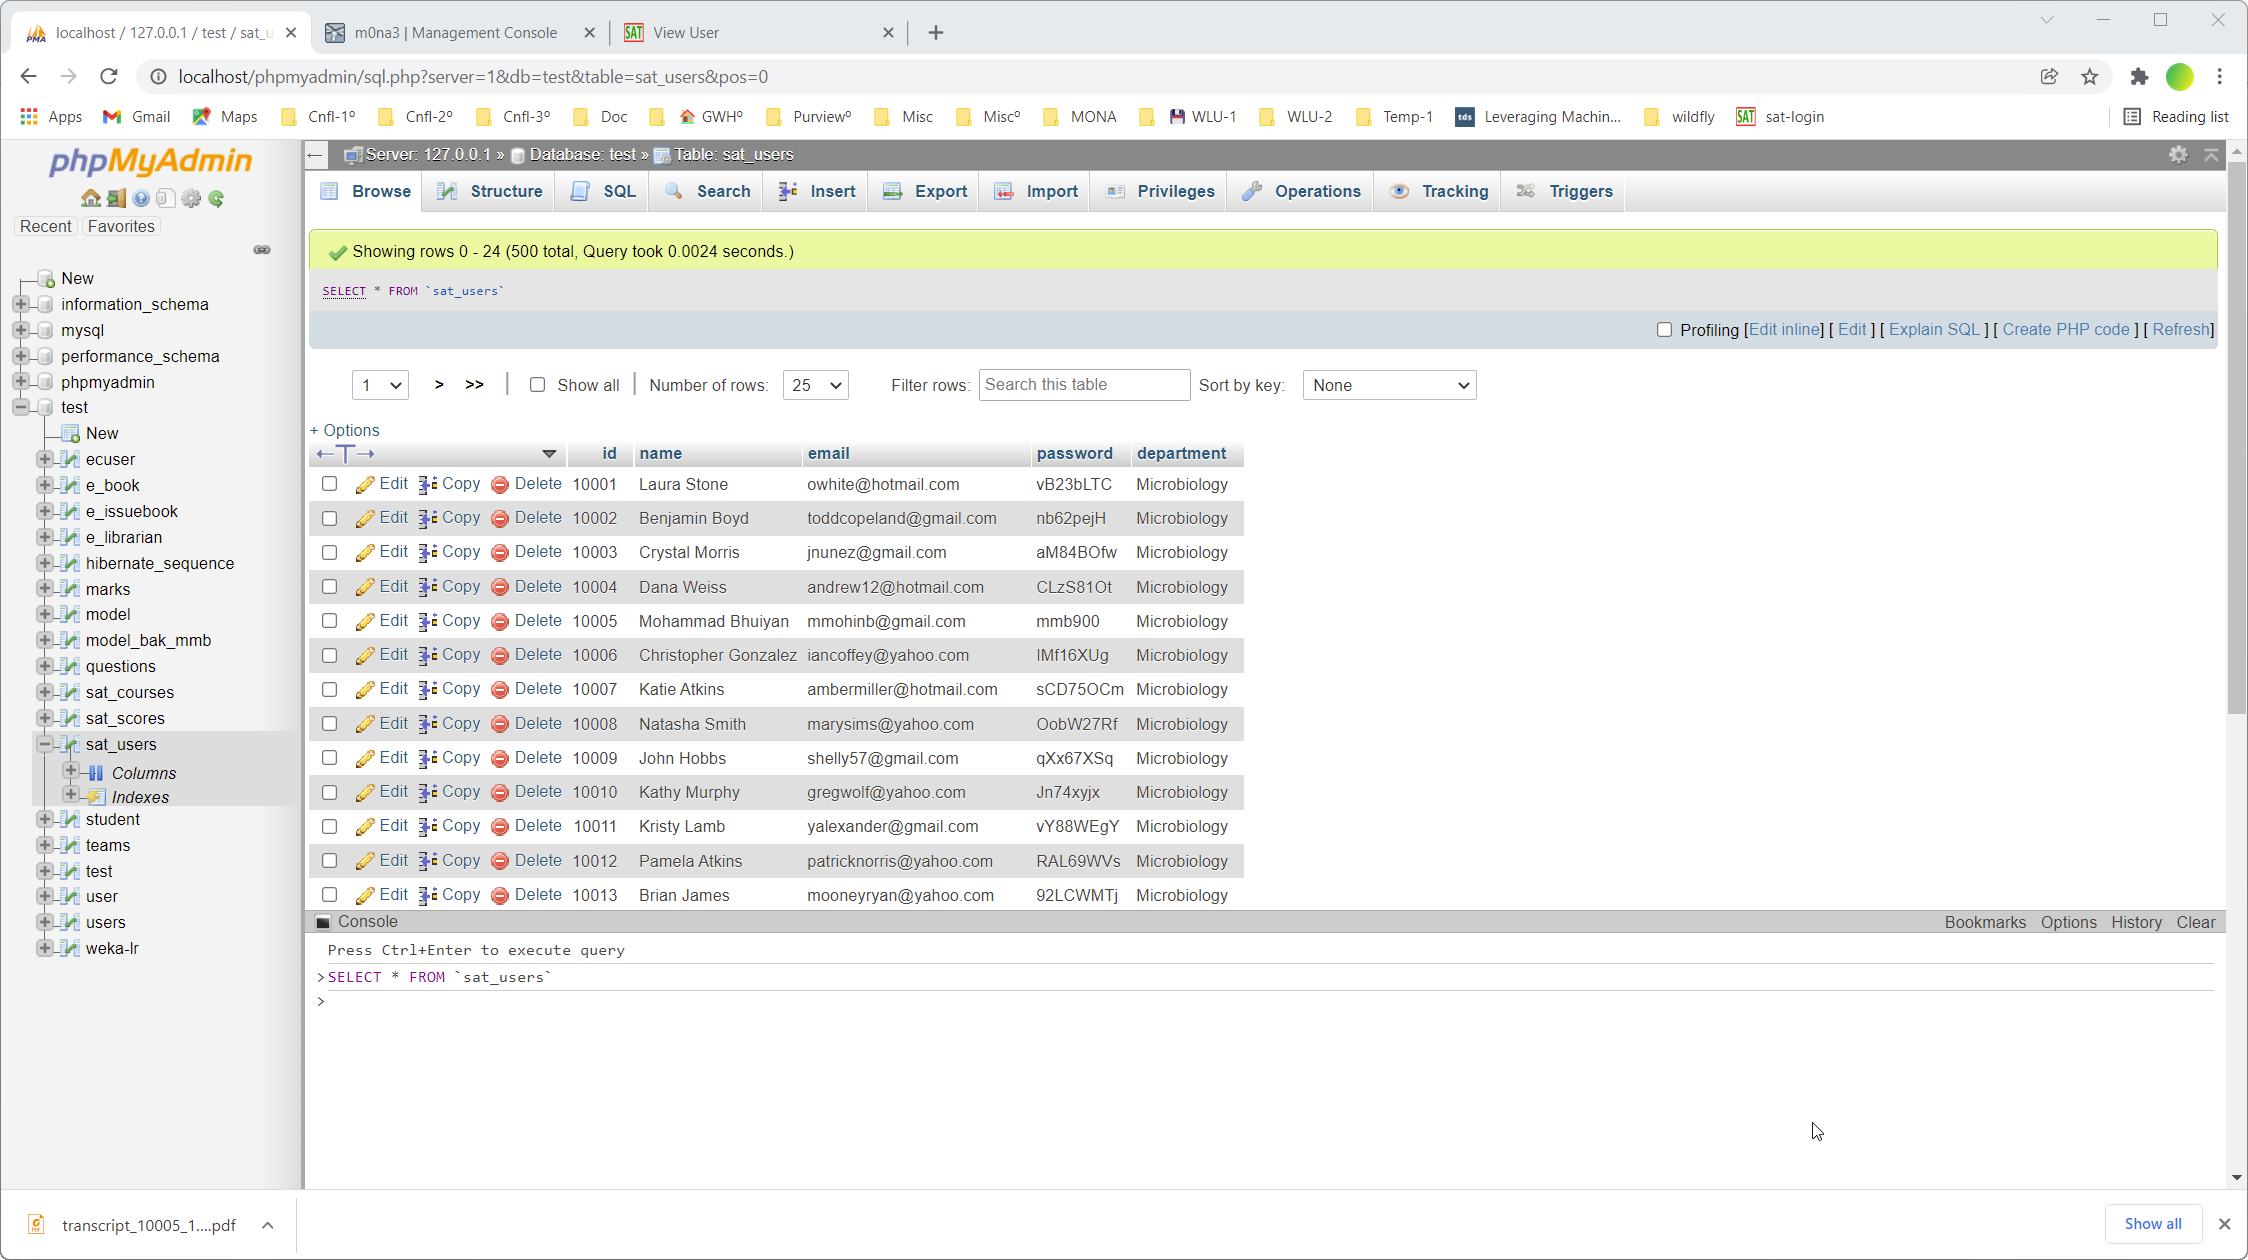 localhost / 127.0.0.1 / test / sat_u
m0na3 | Management Console
View User
localhost/phpmyadmin/sql.php?server=1&db=test&table=sat_users&pos=0
Apps Gmail Maps Cnfl-1º Cnfl-2º Cnfl-3º Doc GWHº Purviewº Misc Miscº MONA WLU-1 WLU-2 Temp-1 tds Leveraging Machin... wildfly SAT sat-login Reading list
phpMyAdmin
Recent Favorites
New
information_schema
mysql
performance_schema
phpmyadmin
test
New
ecuser
e_book
e_issuebook
e_librarian
hibernate_sequence
marks
model
model_bak_mmb
questions
sat_courses
sat_scores
sat_users
Columns
Indexes
student
teams
test
user
users
weka-lr
Server: 127.0.0.1 » Database: test » Table: sat_users
Browse Structure SQL Search Insert Export Import Privileges Operations Tracking Triggers
Showing rows 0 - 24 (500 total, Query took 0.0024 seconds.)
SELECT * FROM `sat_users`
Profiling [Edit inline] [ Edit ] [ Explain SQL ] [ Create PHP code ] [ Refresh]
1 > >> | Show all | Number of rows: 25 Filter rows: Search this table Sort by key: None
+ Options
←T→ id name email password department
Edit Copy Delete 10001 Laura Stone owhite@hotmail.com vB23bLTC Microbiology
Edit Copy Delete 10002 Benjamin Boyd toddcopeland@gmail.com nb62pejH Microbiology
Edit Copy Delete 10003 Crystal Morris jnunez@gmail.com aM84BOfw Microbiology
Edit Copy Delete 10004 Dana Weiss andrew12@hotmail.com CLzS81Ot Microbiology
Edit Copy Delete 10005 Mohammad Bhuiyan mmohinb@gmail.com mmb900 Microbiology
Edit Copy Delete 10006 Christopher Gonzalez iancoffey@yahoo.com IMf16XUg Microbiology
Edit Copy Delete 10007 Katie Atkins ambermiller@hotmail.com sCD75OCm Microbiology
Edit Copy Delete 10008 Natasha Smith marysims@yahoo.com OobW27Rf Microbiology
Edit Copy Delete 10009 John Hobbs shelly57@gmail.com qXx67XSq Microbiology
Edit Copy Delete 10010 Kathy Murphy gregwolf@yahoo.com Jn74xyjx Microbiology
Edit Copy Delete 10011 Kristy Lamb yalexander@gmail.com vY88WEgY Microbiology
Edit Copy Delete 10012 Pamela Atkins patricknorris@yahoo.com RAL69WVs Microbiology
Edit Copy Delete 10013 Brian James mooneyryan@yahoo.com 92LCWMTj Microbiology
Console Bookmarks Options History Clear
Press Ctrl+Enter to execute query
>SELECT * FROM `sat_users`
>
transcript_10005_1....pdf Show all